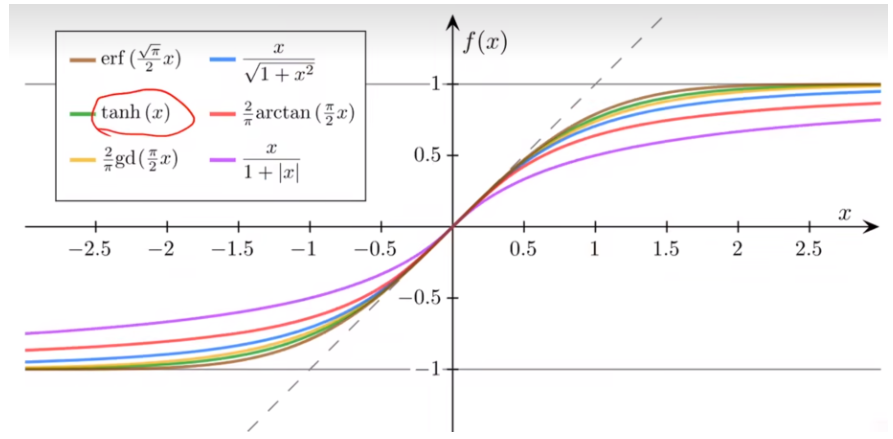 f(x)
erf (√π/2 x)
x/√1 + x²
tanh (x)
2/π arctan (π/2 x)
2/π gd(π/2 x)
x/1 + |x|
1
0.5
x
−2.5 −2 −1.5 −1 −0.5 0.5 1 1.5 2 2.5
−0.5
−1